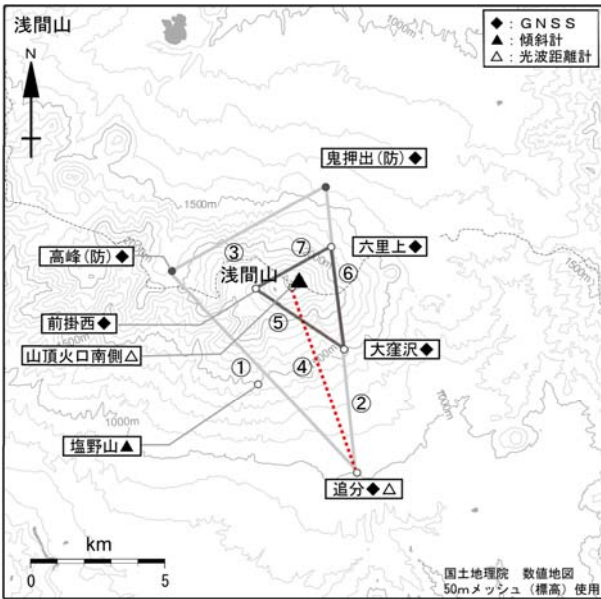 浅間山
◆：GNSS
▲：傾斜計
△：光波距離計
N
鬼押出(防)◆
1500m
高峰(防)◆
③
⑦
六里上◆
浅間山
⑥
1500m
前掛西◆
⑤
山頂火口南側△
大窪沢◆
①
④
②
1000m
1000m
塩野山▲
追分◆△
km
0
5
国土地理院　数値地図
50mメッシュ（標高）使用